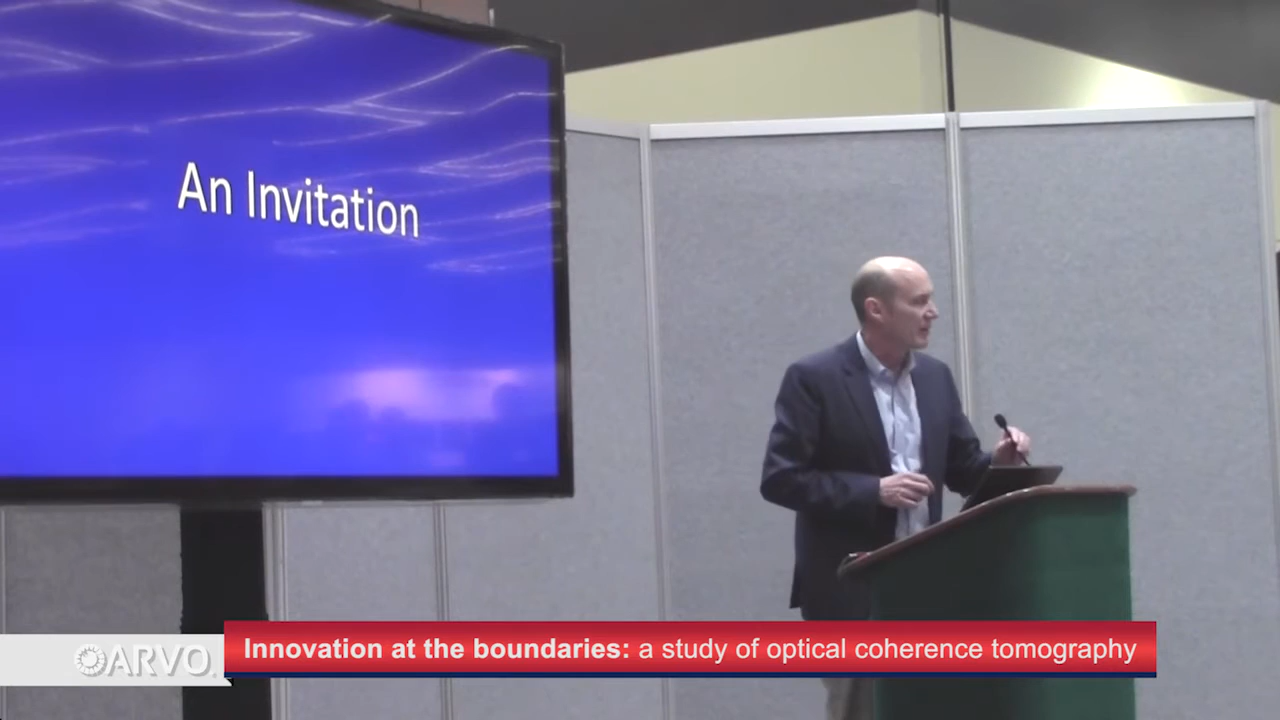 An Invitation
ARVO
Innovation at the boundaries: a study of optical coherence tomography